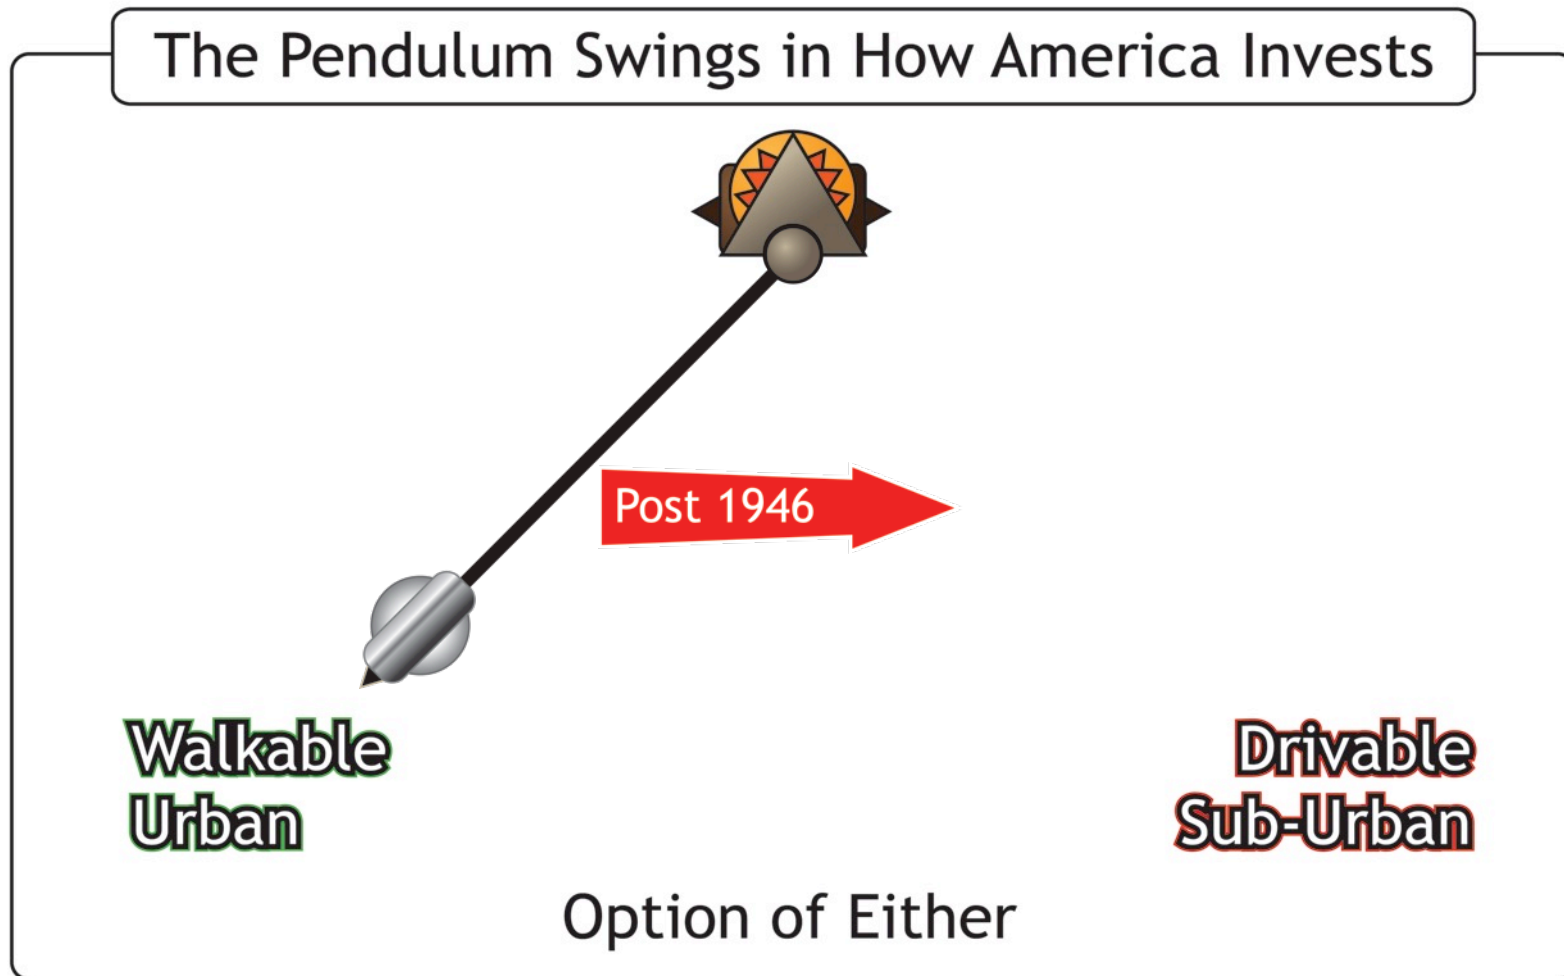 The Pendulum Swings in How America Invests
Post 1946
Walkable
Urban
Drivable
Sub-Urban
Option of Either